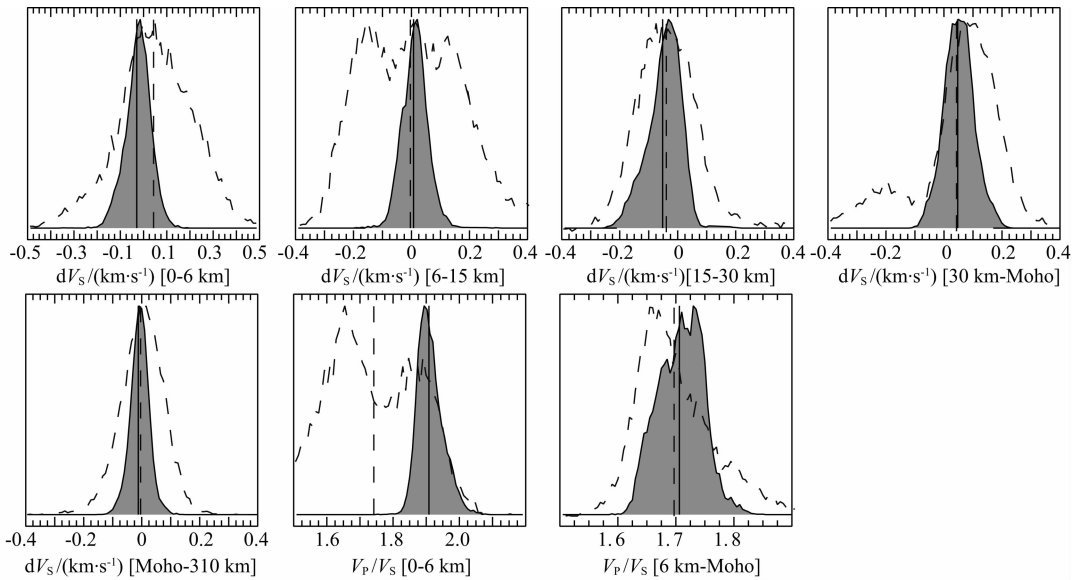 -0.5 -0.3 -0.1 0 0.1 0.3 0.5
-0.4 -0.2 0 0.2 0.4
-0.4 -0.2 0 0.2 0.4
-0.4 -0.2 0 0.2 0.4
dVS/(km·s-1) [0-6 km]
dVS/(km·s-1) [6-15 km]
dVS/(km·s-1)[15-30 km]
dVS/(km·s-1) [30 km-Moho]
-0.4 -0.2 0 0.2 0.4
1.6 1.8 2.0
1.6 1.7 1.8
dVS/(km·s-1) [Moho-310 km]
VP/VS [0-6 km]
VP/VS [6 km-Moho]